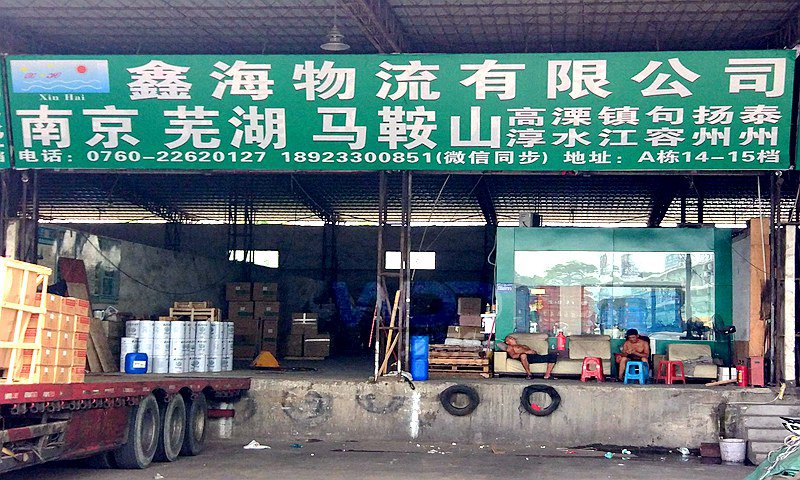 鑫海物流有限公司
Xin Hai
南京 芜湖 马鞍山 高溧镇句扬泰
淳水江容州州
电话：0760-22620127 18923300851(微信同步) 地址：A栋14-15档